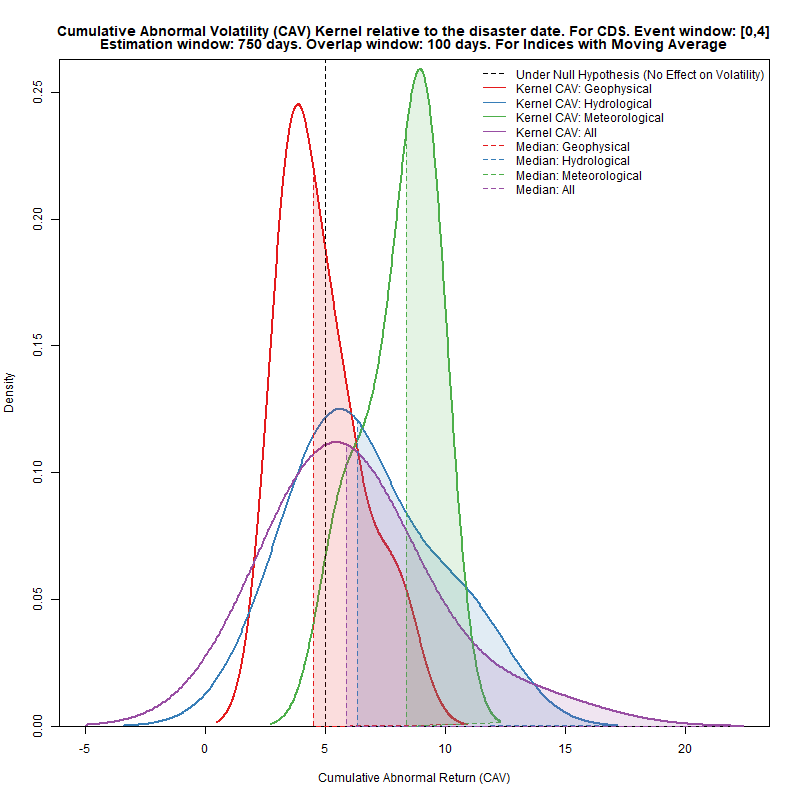 Cumulative Abnormal Volatility (CAV) Kernel relative to the disaster date. For CDS. Event window: [0,4]
Estimation window: 750 days. Overlap window: 100 days. For Indices with Moving Average
Under Null Hypothesis (No Effect on Volatility)
Kernel CAV: Geophysical
Kernel CAV: Hydrological
Kernel CAV: Meteorological
Kernel CAV: All
Median: Geophysical
Median: Hydrological
Median: Meteorological
Median: All
Density
0.25
0.20
0.15
0.10
0.05
0.00
-5
0
5
10
15
20
Cumulative Abnormal Return (CAV)